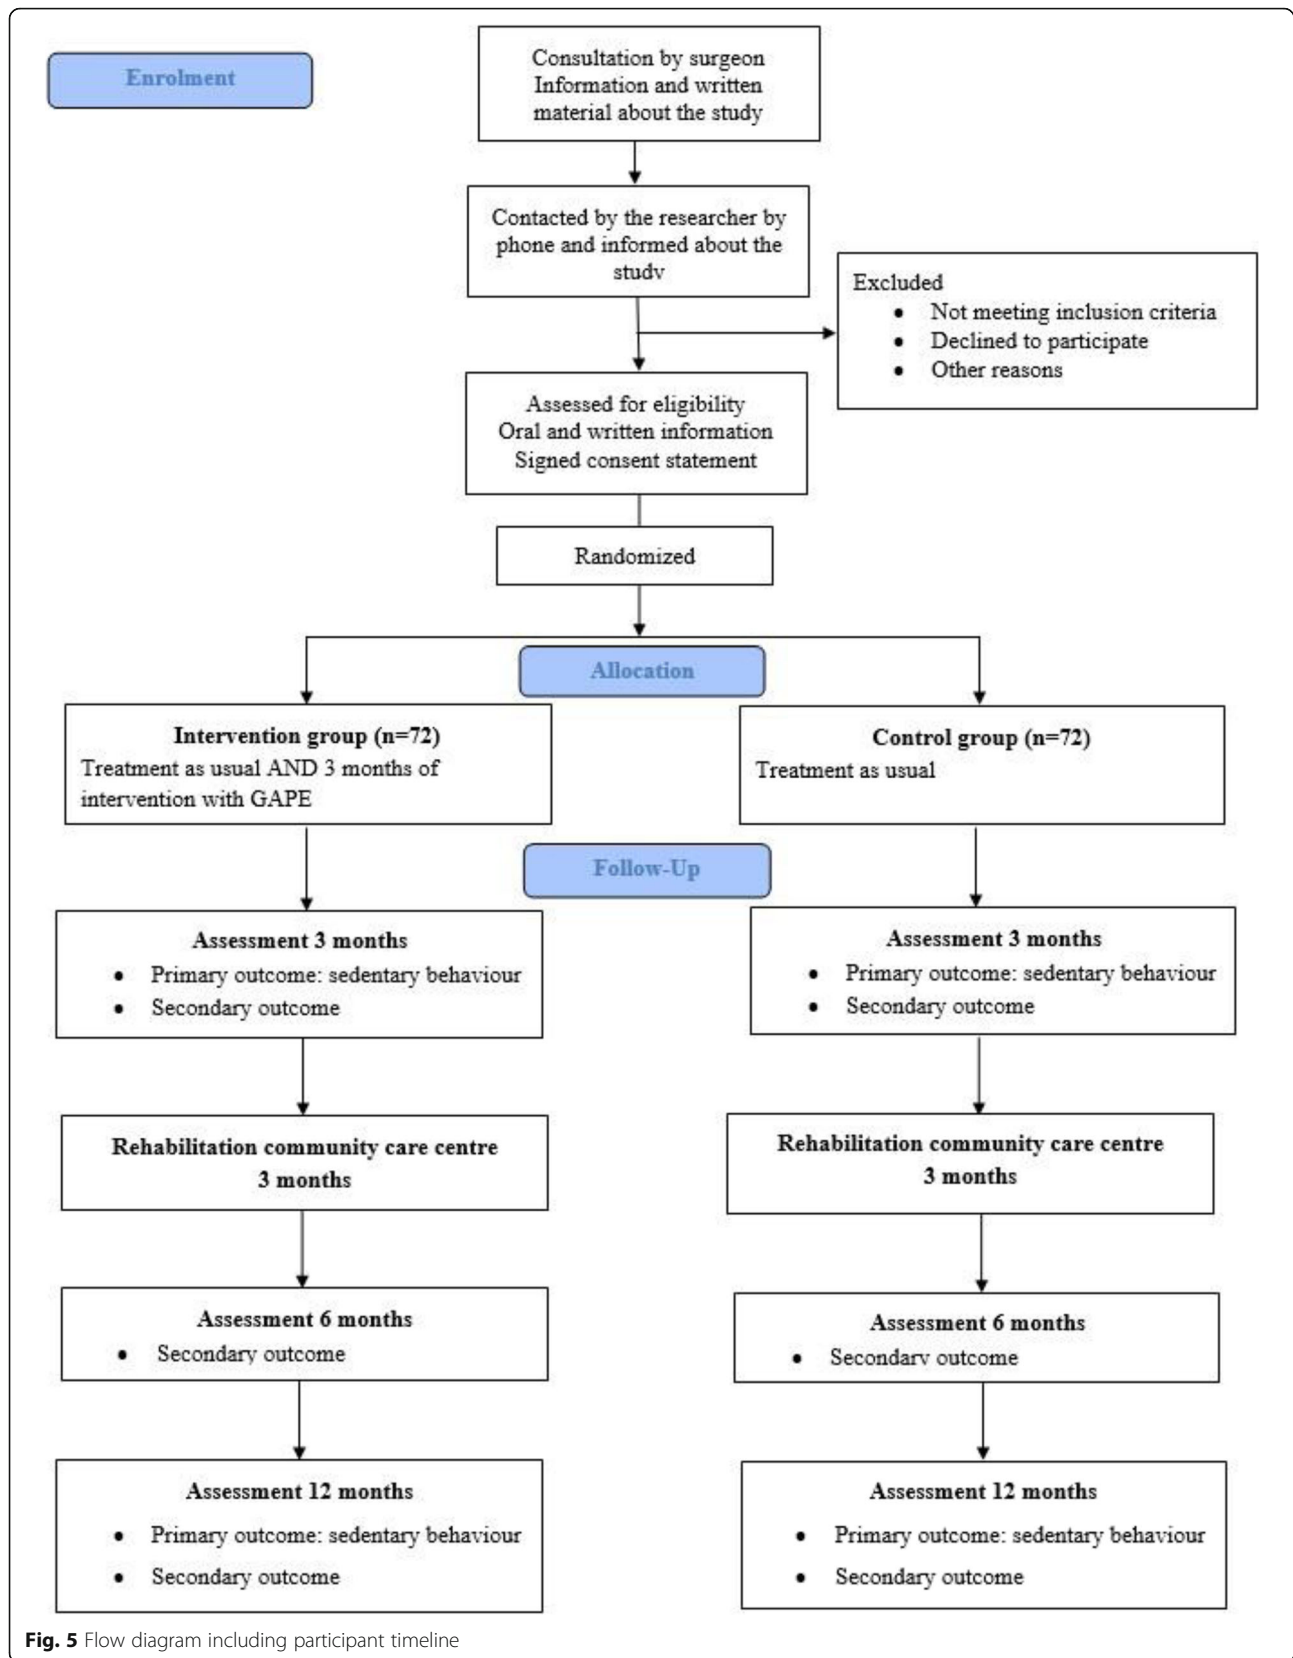 Enrolment
Consultation by surgeon
Information and written
material about the study
Contacted by the researcher by
phone and informed about the
study
Excluded
• Not meeting inclusion criteria
• Declined to participate
• Other reasons
Assessed for eligibility
Oral and written information
Signed consent statement
Randomized
Allocation
Intervention group (n=72)
Treatment as usual AND 3 months of
intervention with GAPE
Control group (n=72)
Treatment as usual
Follow-Up
Assessment 3 months
• Primary outcome: sedentary behaviour
• Secondary outcome
Assessment 3 months
• Primary outcome: sedentary behaviour
• Secondary outcome
Rehabilitation community care centre
3 months
Rehabilitation community care centre
3 months
Assessment 6 months
• Secondary outcome
Assessment 6 months
• Secondary outcome
Assessment 12 months
• Primary outcome: sedentary behaviour
• Secondary outcome
Assessment 12 months
• Primary outcome: sedentary behaviour
• Secondary outcome
Fig. 5 Flow diagram including participant timeline